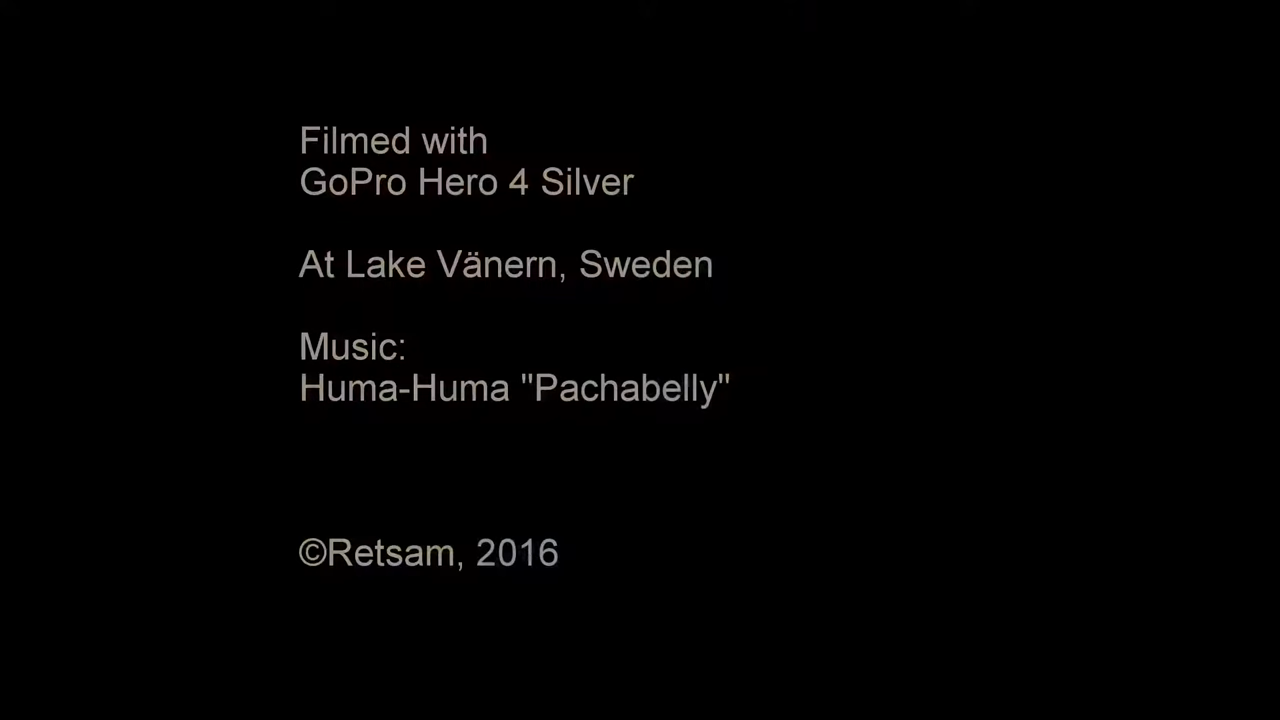 Filmed with
GoPro Hero 4 Silver
At Lake Vänern, Sweden
Music:
Huma-Huma "Pachabelly"
©Retsam, 2016